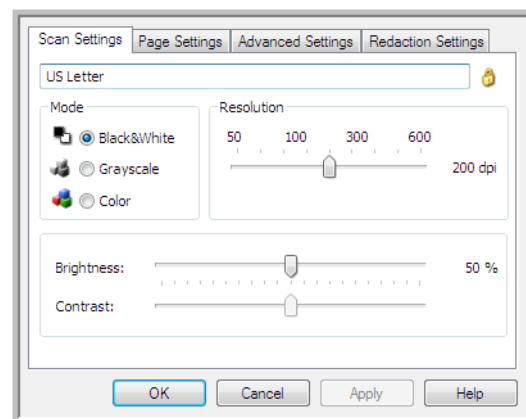 Scan Settings Page Settings Advanced Settings Redaction Settings
US Letter
Mode Resolution
Black&White
Grayscale
Color
50 100 300 600
200 dpi
Brightness: 50 %
Contrast:
OK Cancel Apply Help